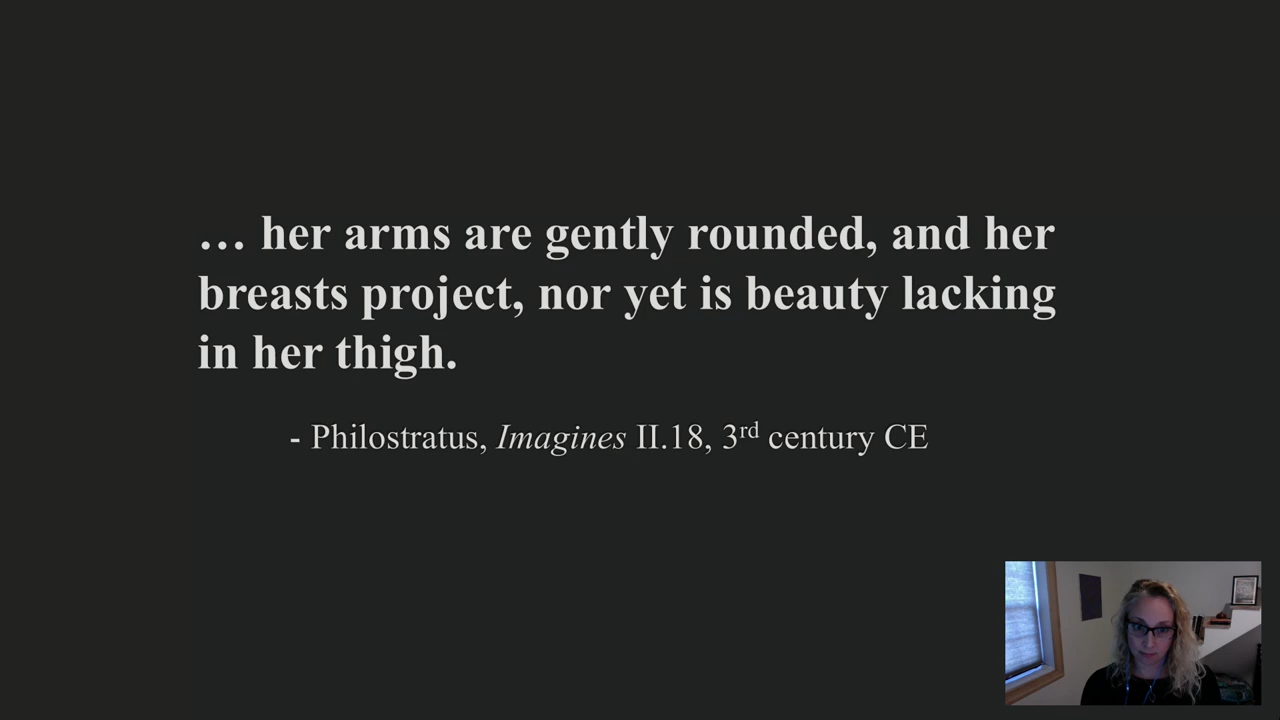 … her arms are gently rounded, and her
breasts project, nor yet is beauty lacking
in her thigh.
- Philostratus, Imagines II.18, 3rd century CE